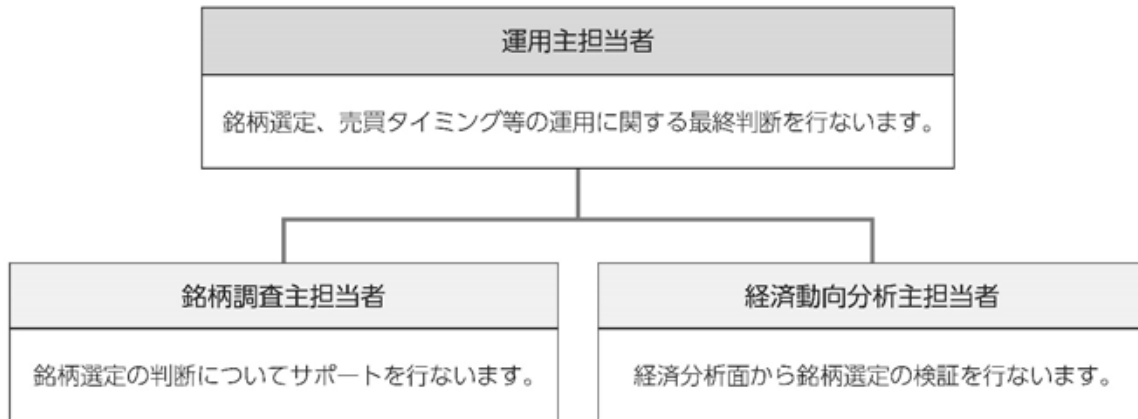 運用主担当者
銘柄選定、売買タイミング等の運用に関する最終判断を行ないます。
銘柄調査主担当者
銘柄選定の判断についてサポートを行ないます。
経済動向分析主担当者
経済分析面から銘柄選定の検証を行ないます。